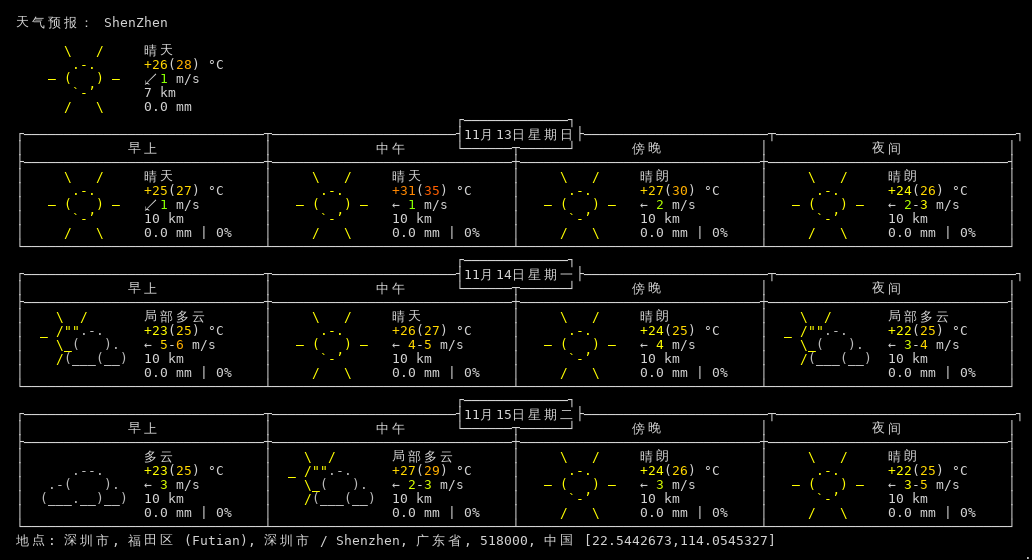 天气预报： ShenZhen
晴天
+26(28) °C
↙ 1 m/s
7 km
0.0 mm
11月13日星期日
早上 中午 傍晚 夜间
晴天 晴天 晴朗 晴朗
+25(27) °C +31(35) °C +27(30) °C +24(26) °C
↙ 1 m/s ← 1 m/s ← 2 m/s ← 2-3 m/s
10 km 10 km 10 km 10 km
0.0 mm | 0% 0.0 mm | 0% 0.0 mm | 0% 0.0 mm | 0%
11月14日星期一
早上 中午 傍晚 夜间
局部多云 晴天 晴朗 局部多云
+23(25) °C +26(27) °C +24(25) °C +22(25) °C
← 5-6 m/s ← 4-5 m/s ← 4 m/s ← 3-4 m/s
10 km 10 km 10 km 10 km
0.0 mm | 0% 0.0 mm | 0% 0.0 mm | 0% 0.0 mm | 0%
11月15日星期二
早上 中午 傍晚 夜间
多云 局部多云 晴朗 晴朗
+23(25) °C +27(29) °C +24(26) °C +22(25) °C
← 3 m/s ← 2-3 m/s ← 3 m/s ← 3-5 m/s
10 km 10 km 10 km 10 km
0.0 mm | 0% 0.0 mm | 0% 0.0 mm | 0% 0.0 mm | 0%
地点: 深圳市, 福田区 (Futian), 深圳市 / Shenzhen, 广东省, 518000, 中国 [22.5442673,114.0545327]